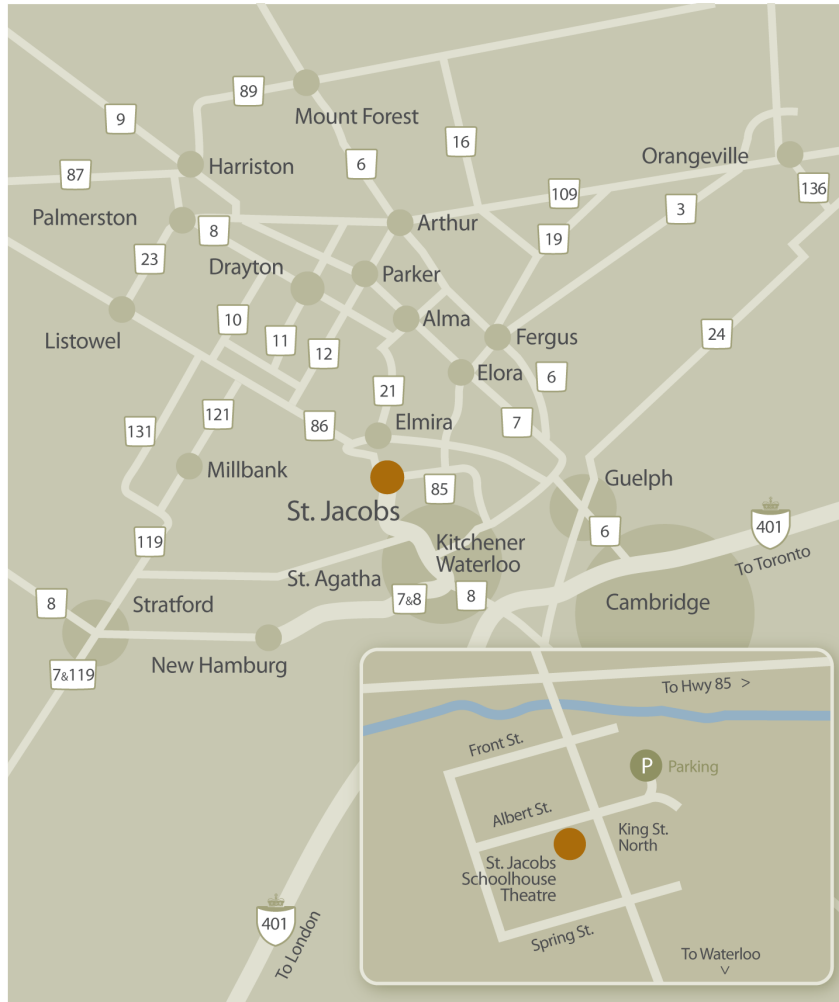 89
9
Mount Forest
16
6
Orangeville
Harriston
87
136
109
3
Palmerston
Arthur
8
19
23
Drayton
Parker
10
Alma
24
Listowel
11
12
Fergus
Elora
6
21
121
7
131
86
Elmira
Millbank
Guelph
85
St. Jacobs
401
6
119
Kitchener
Waterloo
To Toronto
St. Agatha
7&8
8
8
Stratford
Cambridge
New Hamburg
7&119
To Hwy 85 >
Front St.
P
Parking
Albert St.
King St.
North
St. Jacobs
Schoolhouse
Theatre
401
To London
Spring St.
To Waterloo
>